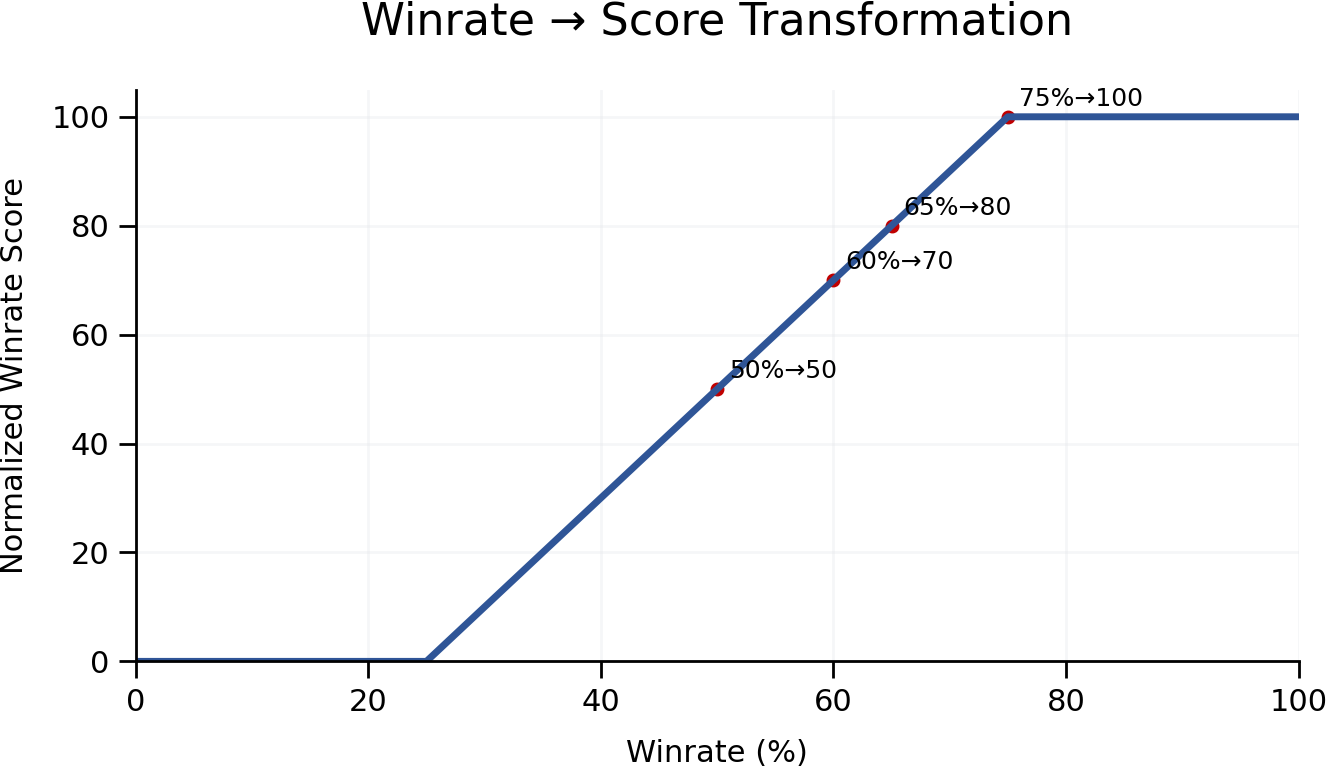 Winrate → Score Transformation
Normalized Winrate Score
100
80
60
40
20
0
75%→100
65%→80
60%→70
50%→50
0 20 40 60 80 100
Winrate (%)